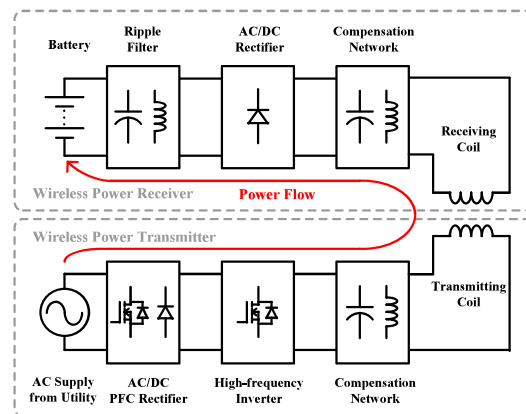 Battery
Ripple
Filter
AC/DC
Rectifier
Compensation
Network
Receiving
Coil
Wireless Power Receiver
Power Flow
Wireless Power Transmitter
Transmitting
Coil
AC Supply
from Utility
AC/DC
PFC Rectifier
High-frequency
Inverter
Compensation
Network